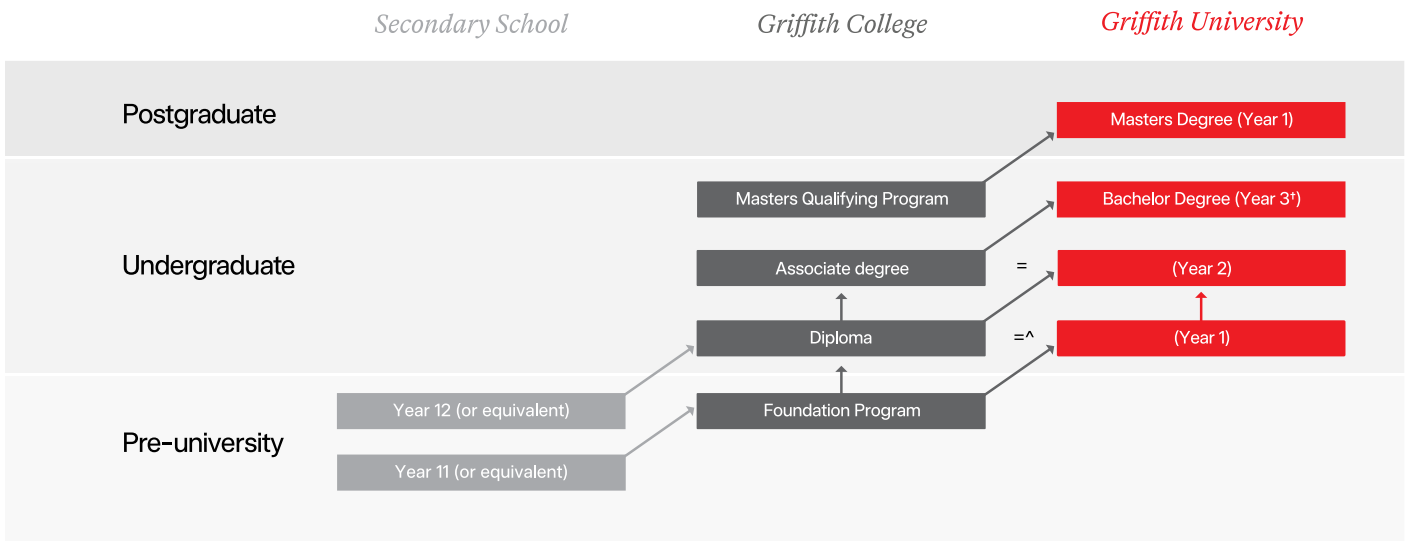 Secondary School
Griffith College
Griffith University
Postgraduate
Masters Degree (Year 1)
Undergraduate
Masters Qualifying Program
Bachelor Degree (Year 3†)
Associate degree
=
(Year 2)
Diploma
=^
(Year 1)
Pre-university
Year 12 (or equivalent)
Foundation Program
Year 11 (or equivalent)